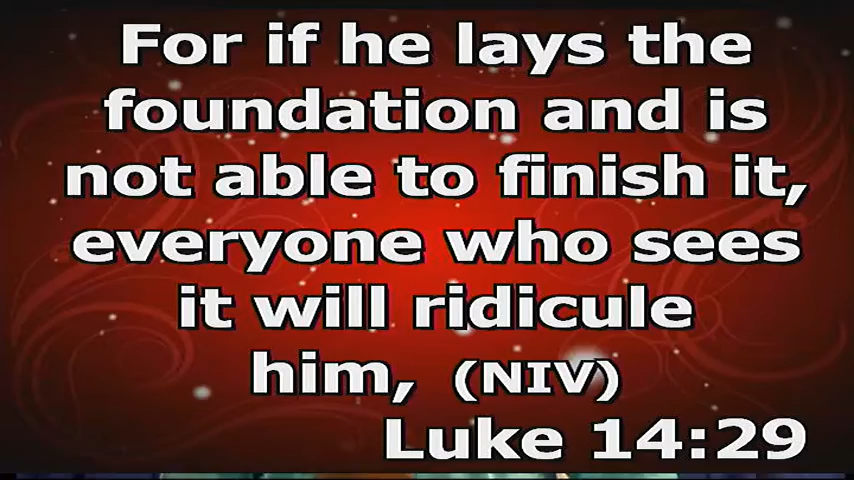 For if he lays the
foundation and is
not able to finish it,
everyone who sees
it will ridicule
him, (NIV)
Luke 14:29